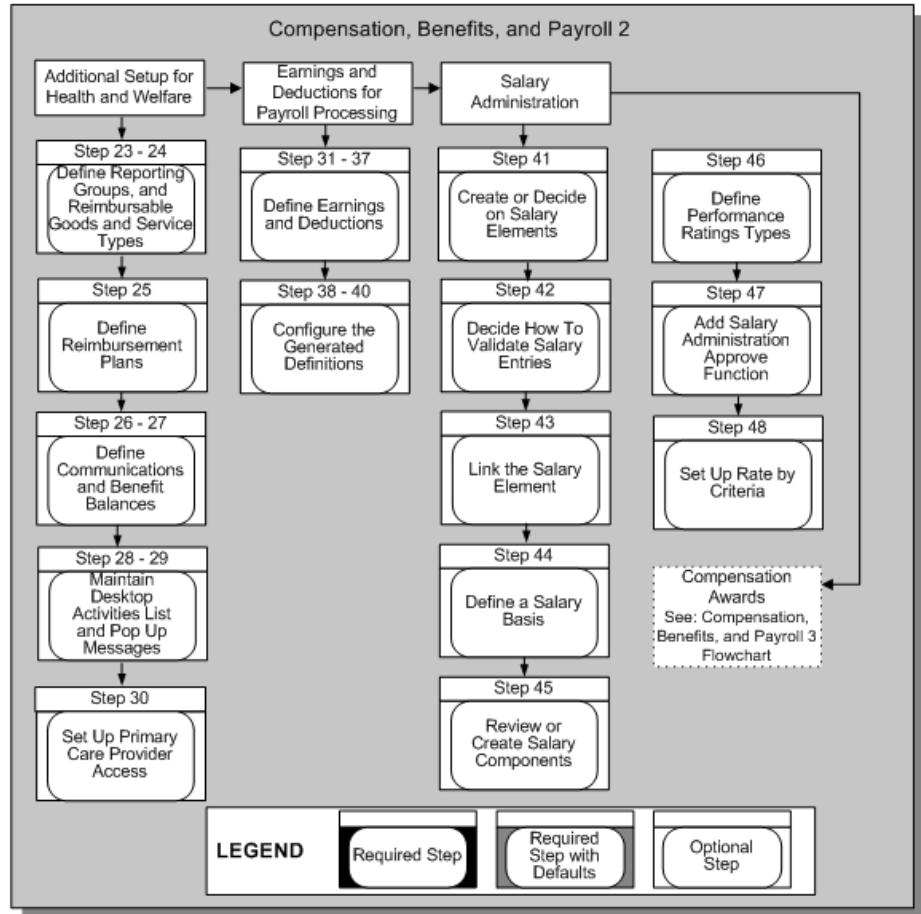 Compensation, Benefits, and Payroll 2
Additional Setup for
Health and Welfare
Earnings and
Deductions for
Payroll Processing
Salary
Administration
Step 23 - 24
Define Reporting
Groups, and
Reimbursable
Goods and Service
Types
Step 25
Define
Reimbursement
Plans
Step 26 - 27
Define
Communications
and Benefit
Balances
Step 28 - 29
Maintain
Desktop
Activities List
and Pop Up
Messages
Step 30
Set Up Primary
Care Provider
Access
Step 31 - 37
Define Earnings
and Deductions
Step 38 - 40
Configure the
Generated
Definitions
Step 41
Create or Decide
on Salary
Elements
Step 42
Decide How To
Validate Salary
Entries
Step 43
Link the Salary
Element
Step 44
Define a Salary
Basis
Step 45
Review or
Create Salary
Components
Step 46
Define
Performance
Ratings Types
Step 47
Add Salary
Administration
Approve
Function
Step 48
Set Up Rate by
Criteria
Compensation
Awards
See: Compensation,
Benefits, and Payroll 3
Flowchart
LEGEND
Required Step
Required
Step with
Defaults
Optional
Step